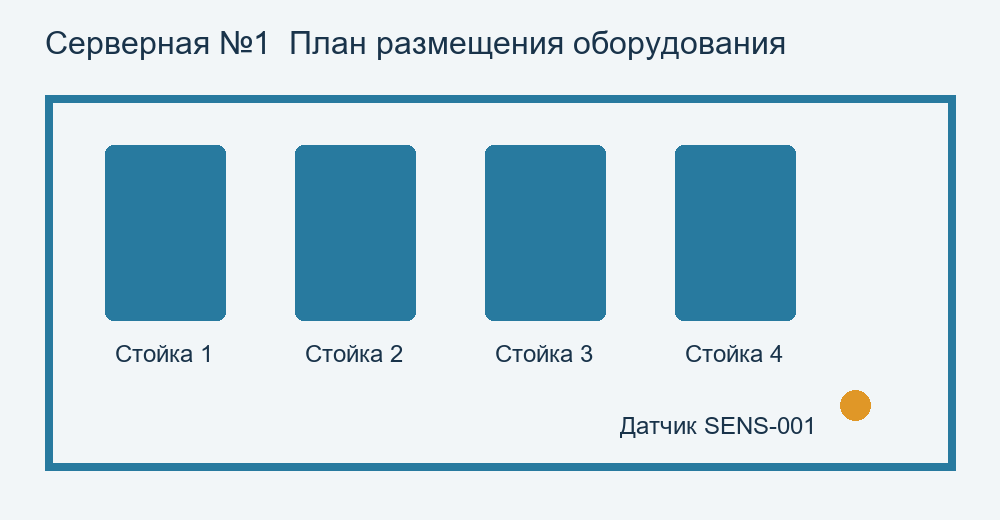 Серверная №1  План размещения оборудования
Стойка 1
Стойка 2
Стойка 3
Стойка 4
Датчик SENS-001